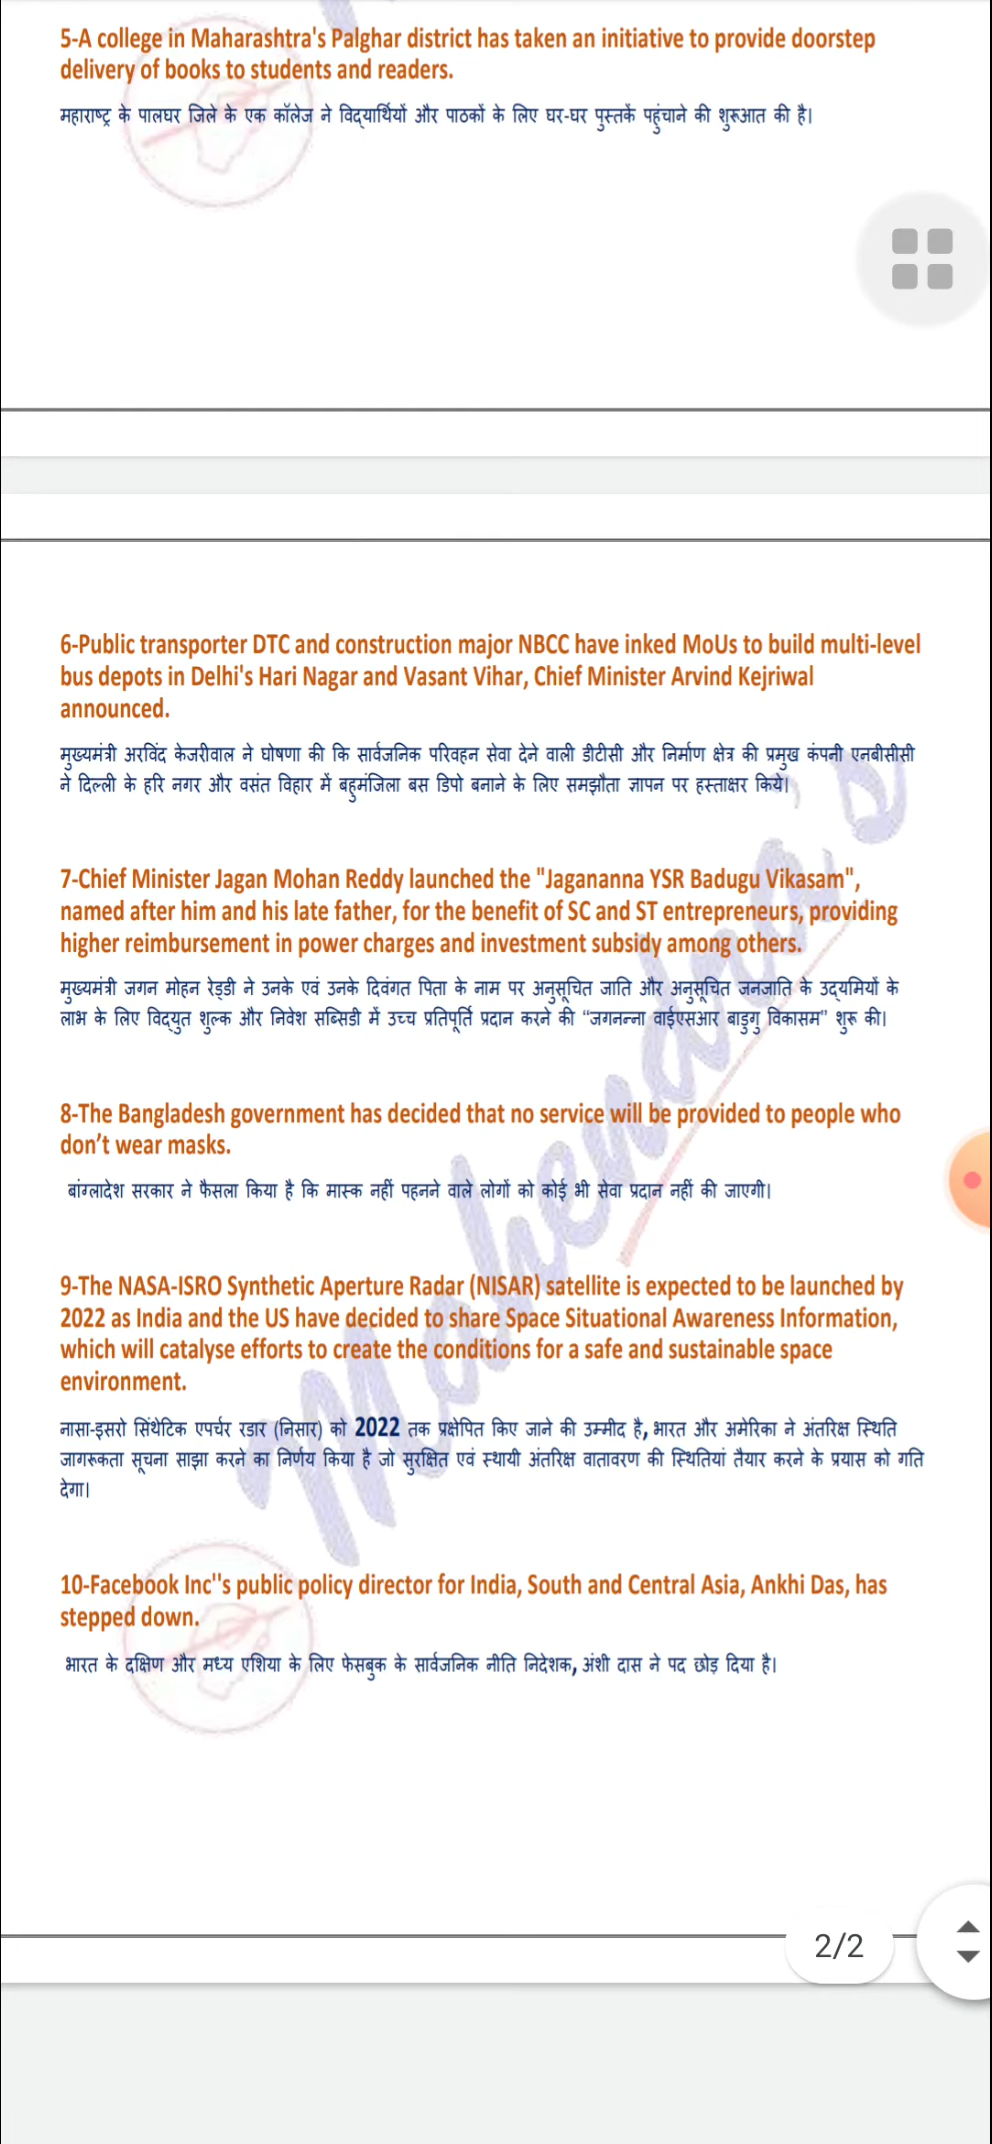 5-A college in Maharashtra's Palghar district has taken an initiative to provide doorstep
delivery of books to students and readers.
महाराष्ट्र के पालघर जिले के एक कॉलेज ने विद्यार्थियों और पाठकों के लिए घर-घर पुस्तकें पहुंचाने की शुरूआत की है।
6-Public transporter DTC and construction major NBCC have inked MoUs to build multi-level
bus depots in Delhi's Hari Nagar and Vasant Vihar, Chief Minister Arvind Kejriwal
announced.
मुख्यमंत्री अरविंद केजरीवाल ने घोषणा की कि सार्वजनिक परिवहन सेवा देने वाली डीटीसी और निर्माण क्षेत्र की प्रमुख कंपनी एनबीसीसी
ने दिल्ली के हरि नगर और वसंत विहार में बहुमंजिला बस डिपो बनाने के लिए समझौता ज्ञापन पर हस्ताक्षर किये।
7-Chief Minister Jagan Mohan Reddy launched the "Jagananna YSR Badugu Vikasam",
named after him and his late father, for the benefit of SC and ST entrepreneurs, providing
higher reimbursement in power charges and investment subsidy among others.
मुख्यमंत्री जगन मोहन रेड्डी ने उनके एवं उनके दिवंगत पिता के नाम पर अनुसूचित जाति और अनुसूचित जनजाति के उद्यमियों के
लाभ के लिए विद्युत शुल्क और निवेश सब्सिडी में उच्च प्रतिपूर्ति प्रदान करने की “जगनन्ना वाईएसआर बाडुगु विकासम” शुरू की।
8-The Bangladesh government has decided that no service will be provided to people who
don’t wear masks.
बांग्लादेश सरकार ने फैसला किया है कि मास्क नहीं पहनने वाले लोगों को कोई भी सेवा प्रदान नहीं की जाएगी।
9-The NASA-ISRO Synthetic Aperture Radar (NISAR) satellite is expected to be launched by
2022 as India and the US have decided to share Space Situational Awareness Information,
which will catalyse efforts to create the conditions for a safe and sustainable space
environment.
नासा-इसरो सिंथेटिक एपर्चर रडार (निसार) को 2022 तक प्रक्षेपित किए जाने की उम्मीद है, भारत और अमेरिका ने अंतरिक्ष स्थिति
जागरूकता सूचना साझा करने का निर्णय किया है जो सुरक्षित एवं स्थायी अंतरिक्ष वातावरण की स्थितियां तैयार करने के प्रयास को गति
देगा।
10-Facebook Inc''s public policy director for India, South and Central Asia, Ankhi Das, has
stepped down.
भारत के दक्षिण और मध्य एशिया के लिए फेसबुक के सार्वजनिक नीति निदेशक, अंशी दास ने पद छोड़ दिया है।
Mahendra's
2/2